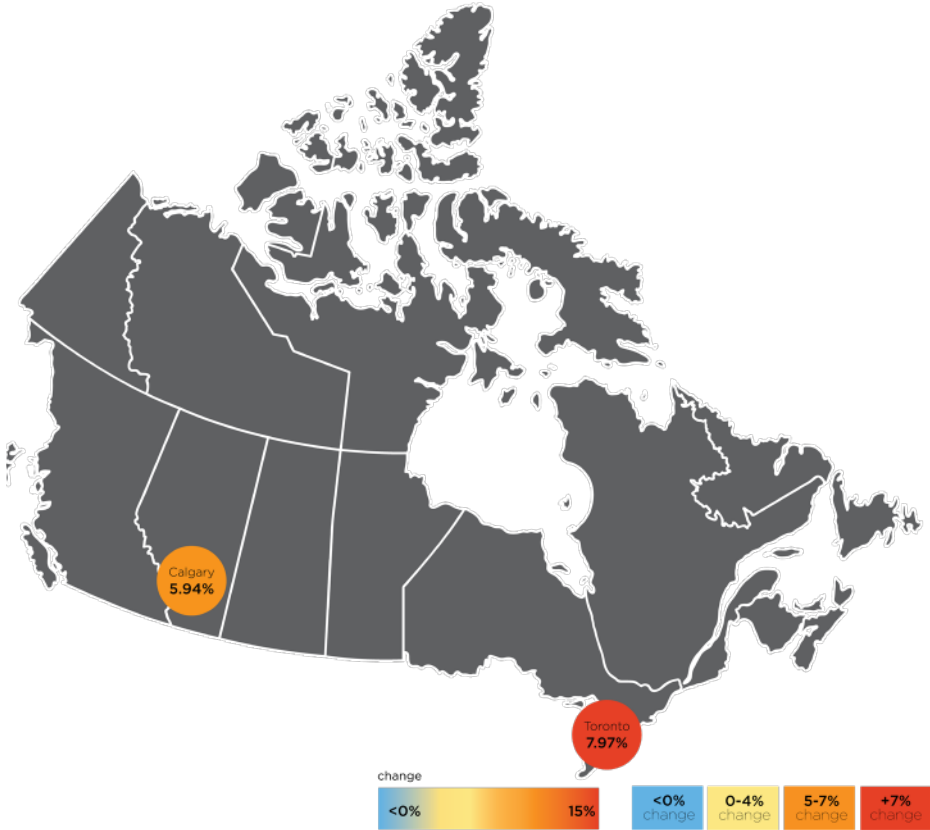 Calgary
5.94%
Toronto
7.97%
change
<0% 15%
<0% 0-4% 5-7% +7%
change change change change